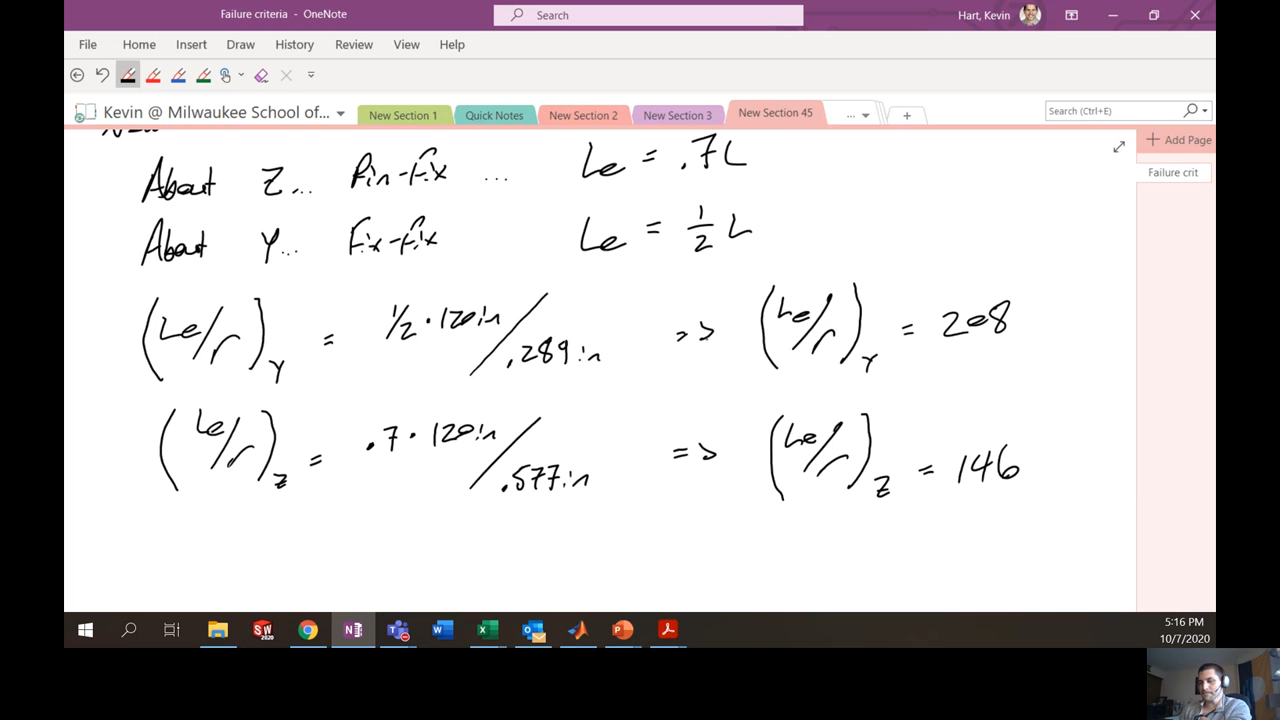 Failure criteria - OneNote
Search
Hart, Kevin
File Home Insert Draw History Review View Help
Kevin @ Milwaukee School of...
New Section 1
Quick Notes
New Section 2
New Section 3
New Section 45
...
+
Search (Ctrl+E)
+ Add Page
Failure crit
About Z... Pin-Fix ... Le = .7L
About Y... Fix-Fix Le = 1/2 L
(Le/r)Y = 1/2 · 120in / .289in => (Le/r)Y = 208
(Le/r)Z = .7 · 120in / .577in => (Le/r)Z = 146
SW
2020
N
W
X
P
5:16 PM
10/7/2020